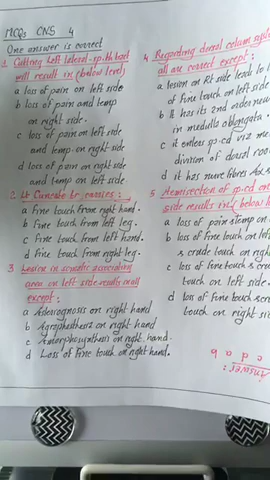 MCQs CNS 4
One answer is correct
1 Cutting left lateral sp.th tract
will result in (below level)
a loss of pain on left side
b loss of pain and temp
on right side.
c loss of pain on left side
and temp. on right side
d loss of pain on right side
and temp on left side
2 Lt Cuneate tr carries:
a Fine touch from right hand.
b Fine touch from left leg.
c Fine touch from left hand.
d Fine touch from right leg.
3 Lesion in somatic association
area on left side results in all
except:
a Asteriognosis on right hand
b Agraphesthesia on right hand
c Amorphosynthesis on right hand.
d Loss of fine touch on right hand.
4 Regarding dorsal column
all are correct except:
a lesion on Rt side leads to
of fine touch on left side
b It has its 2nd order
in medulla oblongata.
c it enters sp.cd via
division of dorsal
d it has more fibres
5 Hemisection of sp.cd on
side results in (below
a loss of pain & temp on
b loss of fine touch on
& crude touch on
c loss of fine touch &
touch on left side.
d loss of fine touch
touch on right
Answer:
b a d c